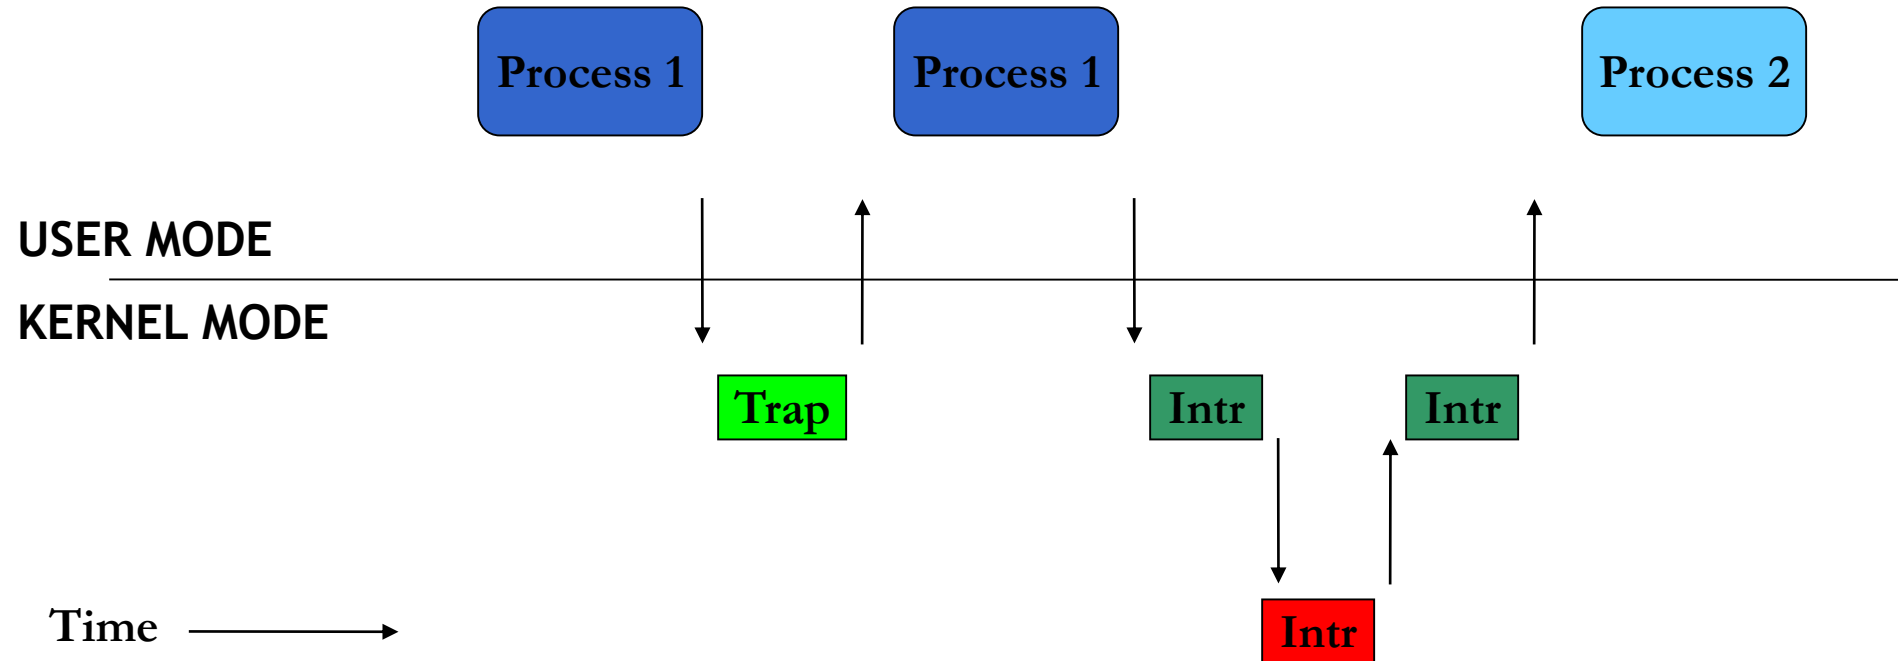 Process 1
Process 1
Process 2
USER MODE
KERNEL MODE
Trap
Intr
Intr
Time
Intr